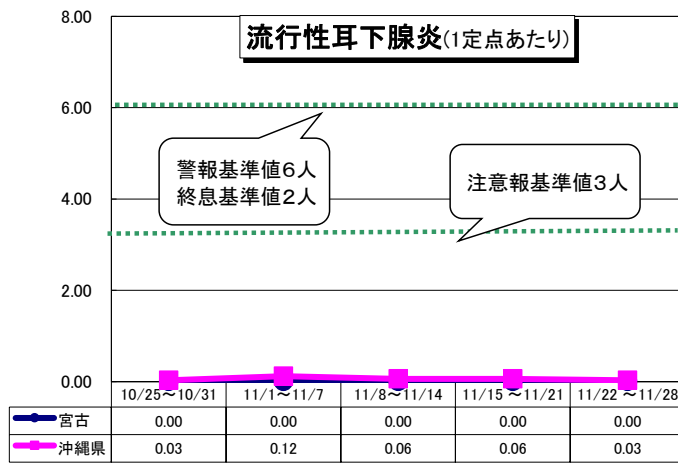 流行性耳下腺炎(1定点あたり)
8.00
6.00
4.00
2.00
0.00
警報基準値6人
終息基準値2人
注意報基準値3人
10/25～10/31 11/1～11/7 11/8～11/14 11/15～11/21 11/22～11/28
宮古 0.00 0.00 0.00 0.00 0.00
沖縄県 0.03 0.12 0.06 0.06 0.03